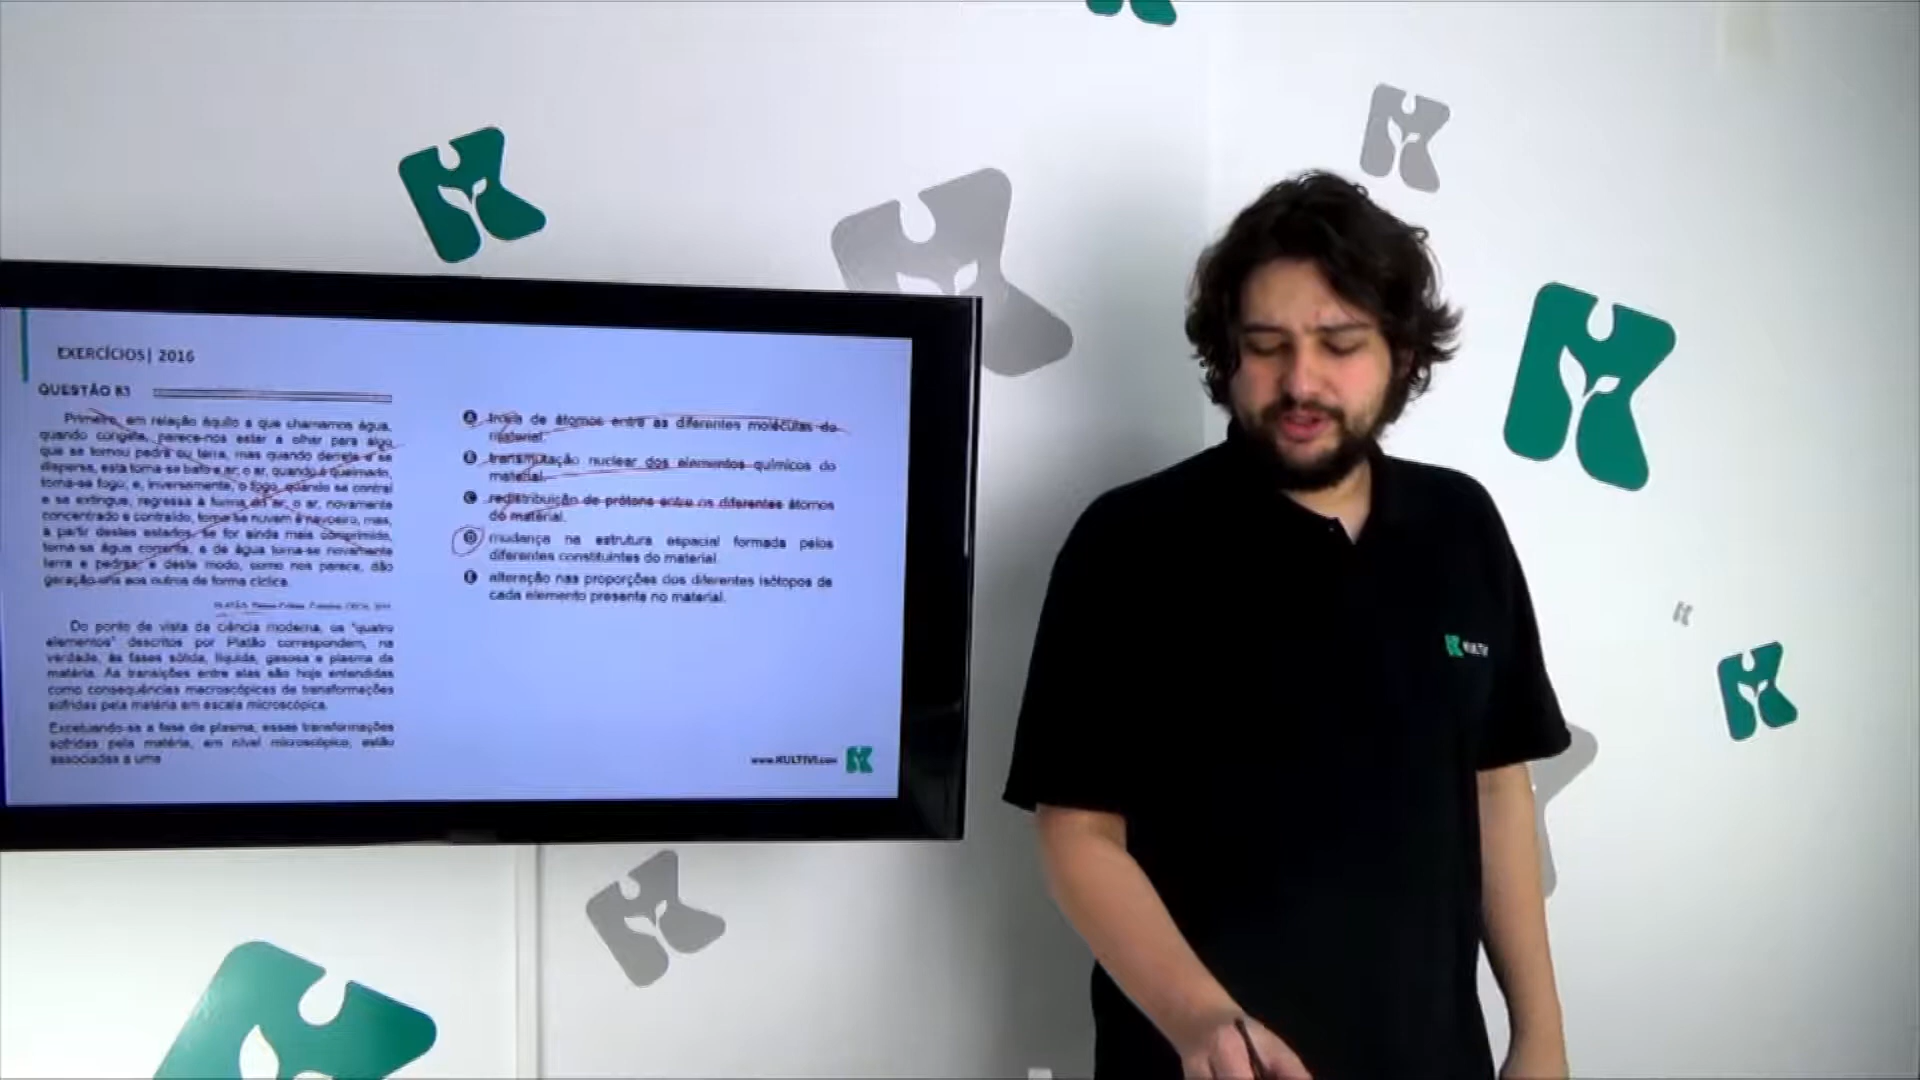 EXERCÍCIOS| 2016
QUESTÃO 83
Primeiro, em relação àquilo a que chamamos água,
quando congela, parece-nos estar a olhar para algo
que se tornou pedra ou terra, mas quando derrete e se
dispersa, esta torna-se bafo e ar; o ar, quando é queimado,
torna-se fogo; e, inversamente, o fogo, quando se contrai
e se extingue, regressa à forma do ar; o ar, novamente
concentrado e contraído, torna-se nuvem e nevoeiro, mas,
a partir destes estados, se for ainda mais comprimido,
torna-se água corrente, e de água torna-se novamente
terra e pedras; e deste modo, como nos parece, dão
geração uns aos outros de forma cíclica.
PLATÃO.
Do ponto de vista da ciência moderna, os "quatro
elementos" descritos por Platão correspondem, na
verdade, às fases sólida, líquida, gasosa e plasma da
matéria. As transições entre elas são hoje entendidas
como consequências macroscópicas de transformações
sofridas pela matéria em escala microscópica.
Excetuando-se a fase de plasma, essas transformações
sofridas pela matéria, em nível microscópico, estão
associadas a uma
A troca de átomos entre as diferentes moléculas do
material.
B transmutação nuclear dos elementos químicos do
material.
C redistribuição de prótons entre os diferentes átomos
do material.
D mudança na estrutura espacial formada pelos
diferentes constituintes do material.
E alteração nas proporções dos diferentes isótopos de
cada elemento presente no material.
www.KULTIVI.com
KULTIVI